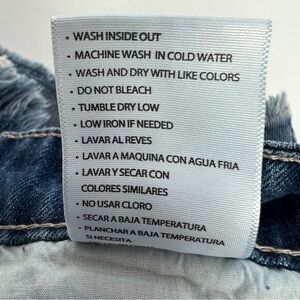 • WASH INSIDE OUT
• MACHINE WASH IN COLD WATER
• WASH AND DRY WITH LIKE COLORS
• DO NOT BLEACH
• TUMBLE DRY LOW
• LOW IRON IF NEEDED
• LAVAR AL REVES
• LAVAR A MAQUINA CON AGUA FRIA
• LAVAR Y SECAR CON
COLORES SIMILARES
• NO USAR CLORO
• SECAR A BAJA TEMPERATURA
• PLANCHAR A BAJA TEMPERATURA
SI NECESITA